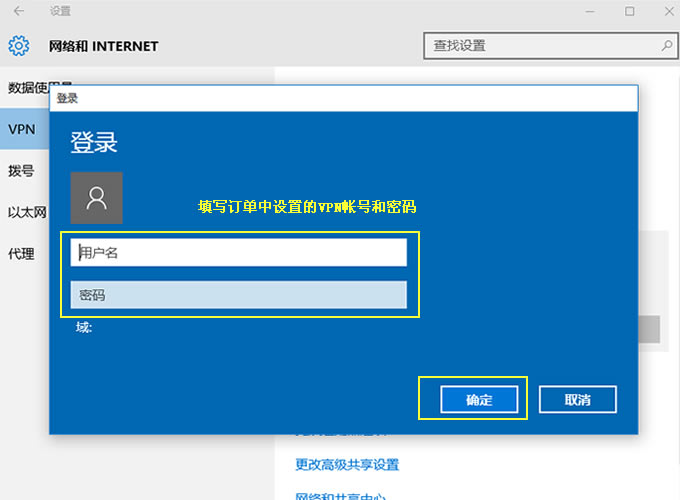 设置
网络和 INTERNET
查找设置
数据使用量
VPN
拨号
以太网
代理
登录
登录
填写订单中设置的VPN帐号和密码
用户名
密码
域:
确定
取消
更改高级共享设置
网络和共享中心